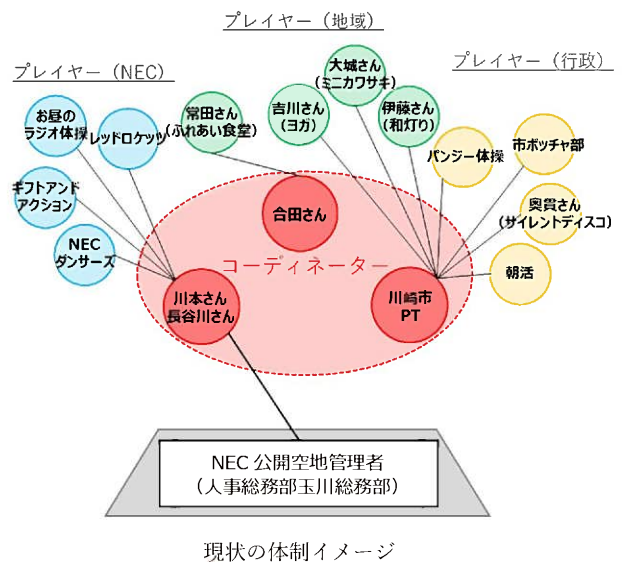 プレイヤー（地域）
プレイヤー（NEC）
プレイヤー（行政）
お昼の
ラジオ体操
レッドロケッツ
ギフトアンド
アクション
NEC
ダンサーズ
常田さん
（ふれあい食堂）
吉川さん
（ヨガ）
大城さん
（ミニカワサキ）
伊藤さん
（和灯り）
パンジー体操
市ボッチャ部
奥貫さん
（サイレントディスコ）
朝活
合田さん
コーディネーター
川本さん
長谷川さん
川崎市
PT
NEC公開空地管理者
（人事総務部玉川総務部）
現状の体制イメージ